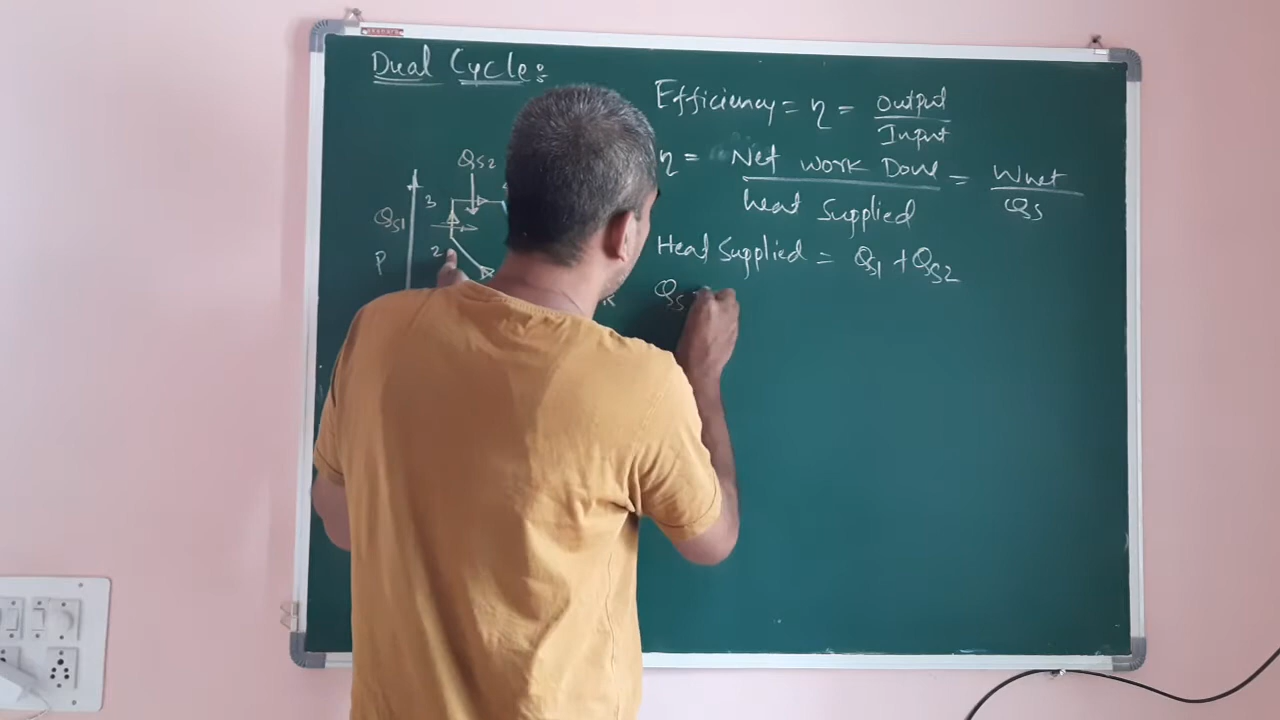 Dual Cycle:
Efficiency = η = Output / Input
η = Net work Done / heat Supplied = Wnet / Qs
Heat Supplied = Qs1 + Qs2
Qs =
Qs2
3
Qs1
2
P